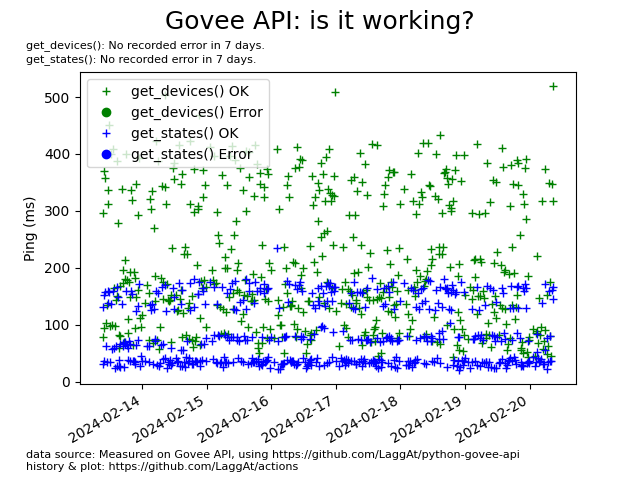 Govee API: is it working?
get_devices(): No recorded error in 7 days.
get_states(): No recorded error in 7 days.
get_devices() OK
get_devices() Error
get_states() OK
get_states() Error
Ping (ms)
500
400
300
200
100
0
2024-02-14
2024-02-15
2024-02-16
2024-02-17
2024-02-18
2024-02-19
2024-02-20
data source: Measured on Govee API, using https://github.com/LaggAt/python-govee-api
history & plot: https://github.com/LaggAt/actions